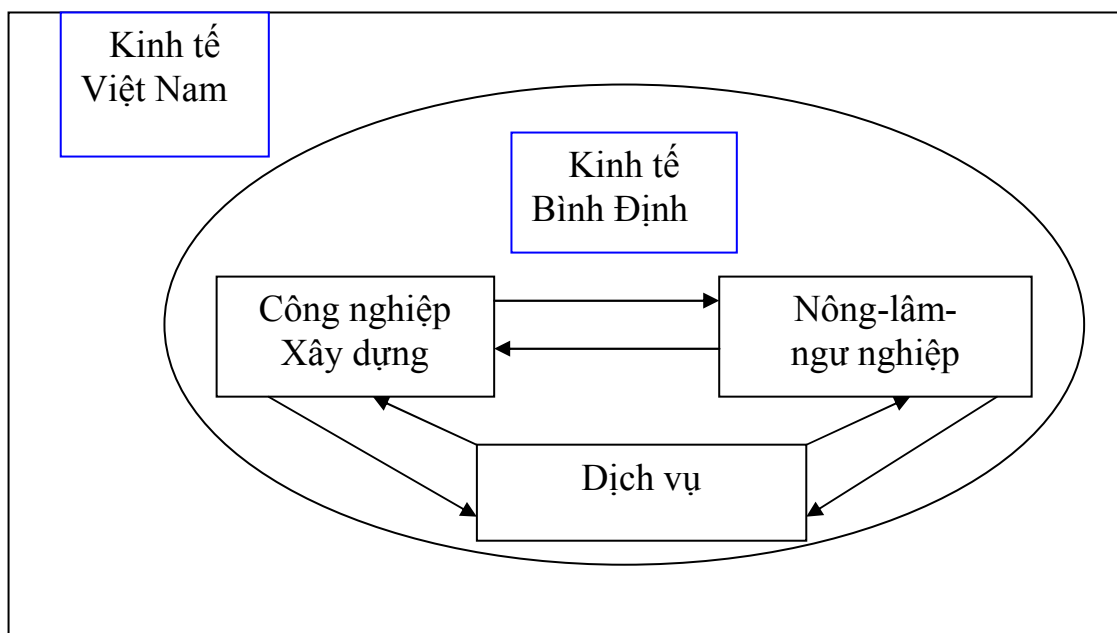 Kinh tế
Việt Nam
Kinh tế
Bình Định
Công nghiệp
Xây dựng
Nông-lâm-
ngư nghiệp
Dịch vụ